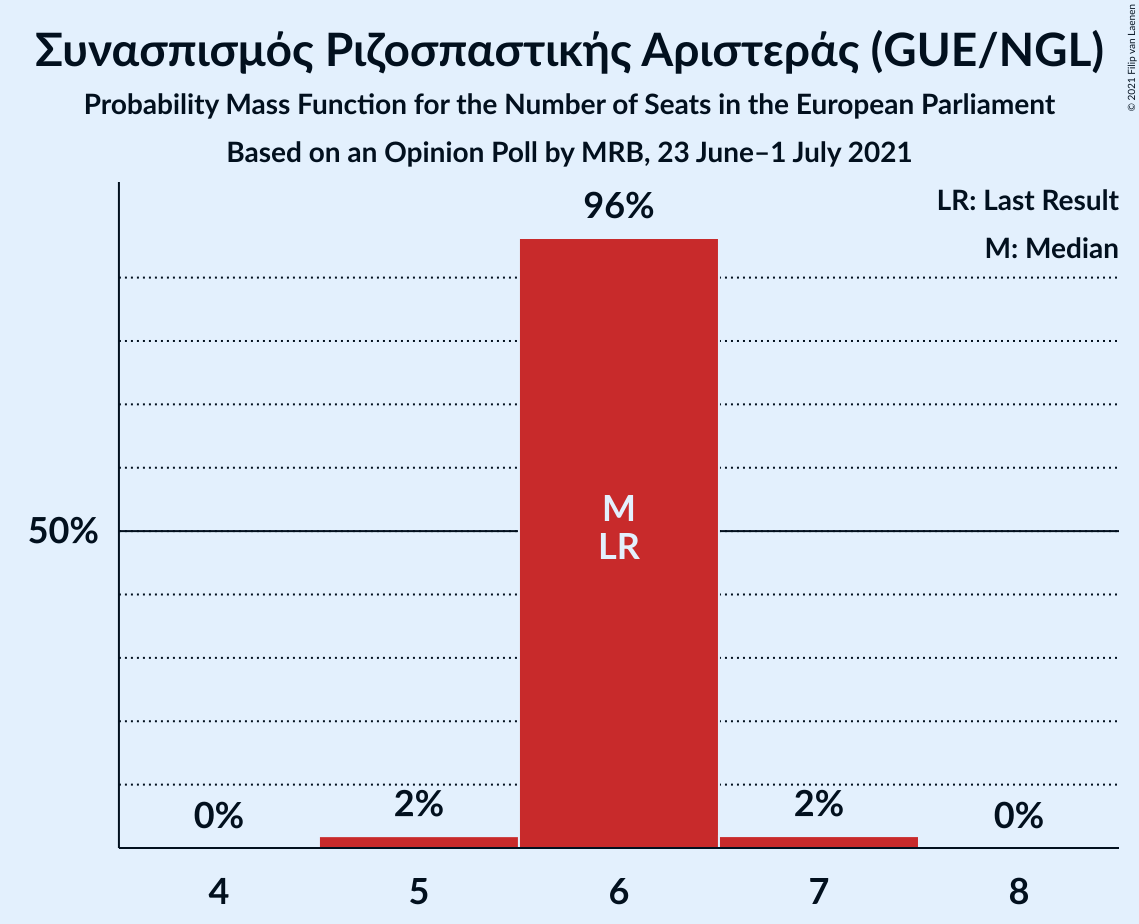 Συνασπισμός Ριζοσπαστικής Αριστεράς (GUE/NGL)
Probability Mass Function for the Number of Seats in the European Parliament
Based on an Opinion Poll by MRB, 23 June–1 July 2021
© 2021 Filip van Laenen
LR: Last Result
M: Median
96%
50%
M
LR
0%
2%
2%
0%
4
5
6
7
8